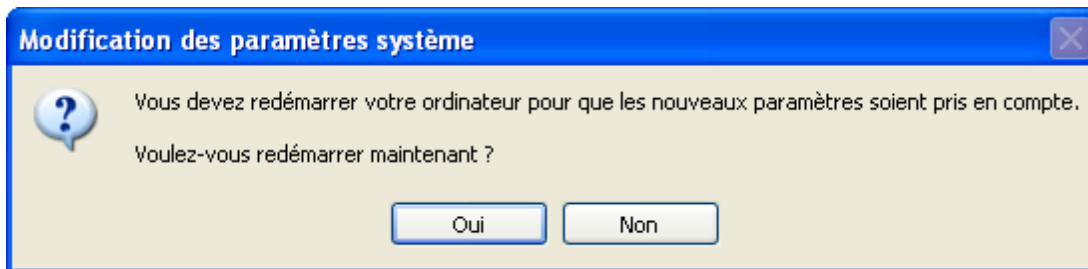 Modification des paramètres système
Vous devez redémarrer votre ordinateur pour que les nouveaux paramètres soient pris en compte.
Voulez-vous redémarrer maintenant ?
Oui
Non